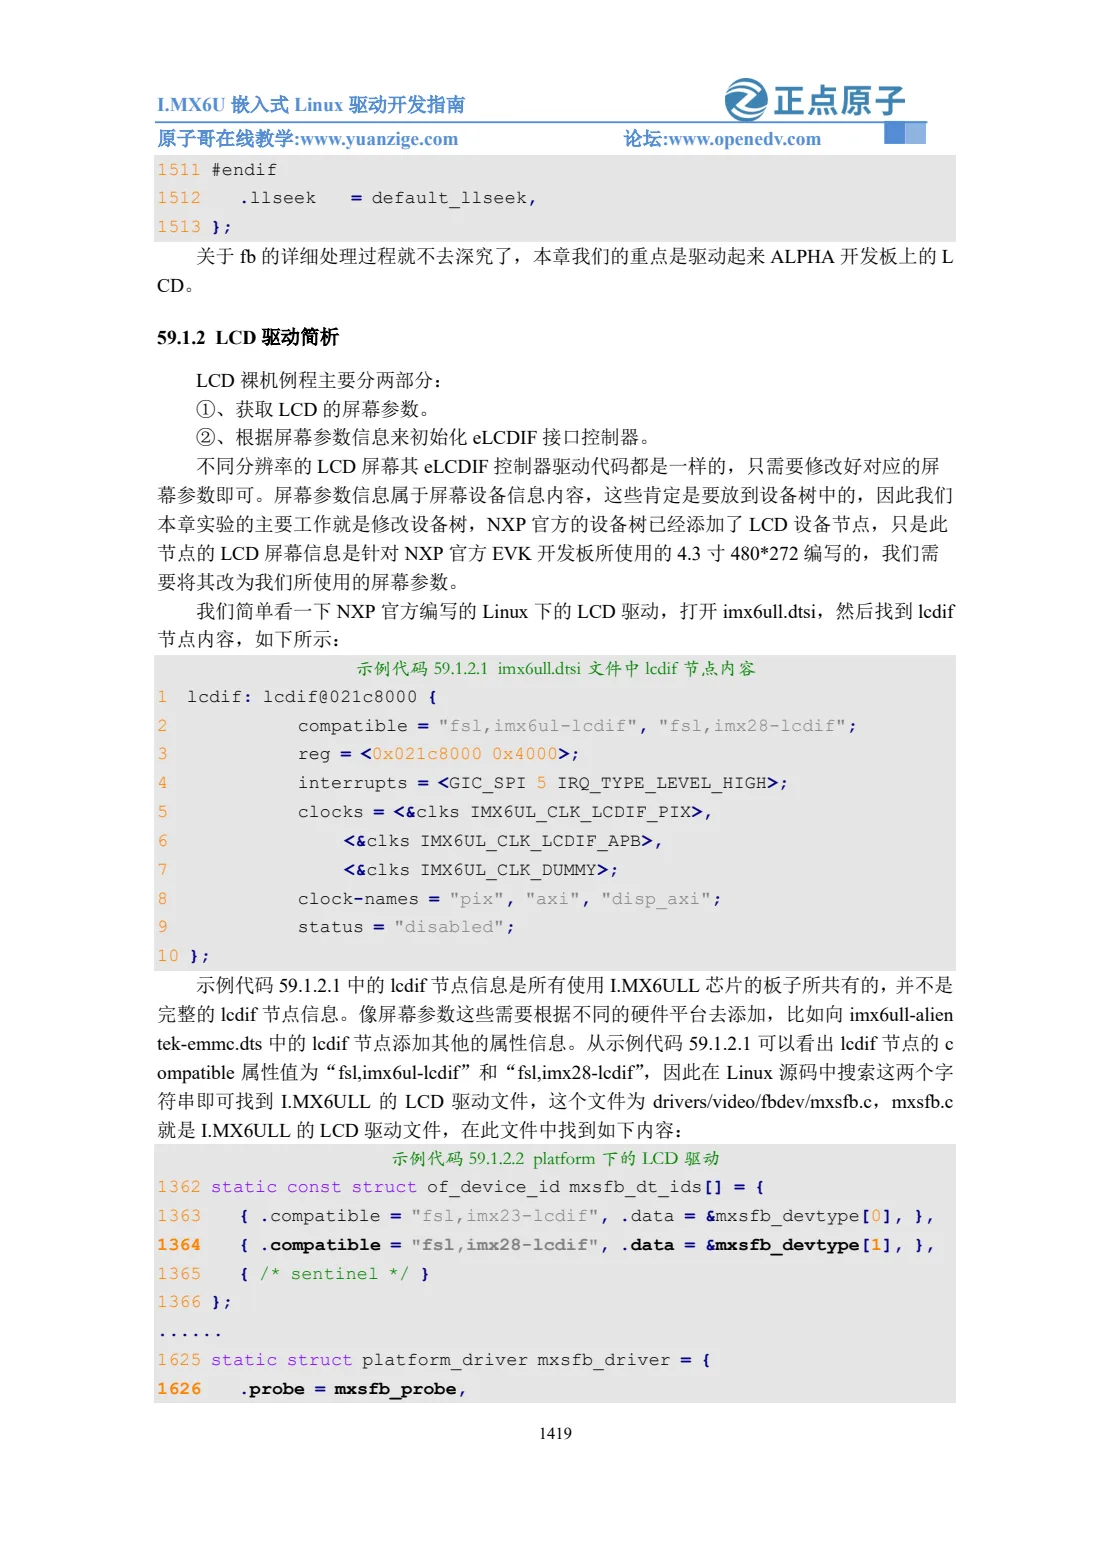 I.MX6U 嵌入式 Linux 驱动开发指南
正点原子
原子哥在线教学:www.yuanzige.com 论坛:www.openedv.com
1511 #endif
1512 .llseek = default_llseek,
1513 };
关于 fb 的详细处理过程就不去深究了，本章我们的重点是驱动起来 ALPHA 开发板上的 L
CD。
59.1.2 LCD 驱动简析
LCD 裸机例程主要分两部分：
①、获取 LCD 的屏幕参数。
②、根据屏幕参数信息来初始化 eLCDIF 接口控制器。
不同分辨率的 LCD 屏幕其 eLCDIF 控制器驱动代码都是一样的，只需要修改好对应的屏
幕参数即可。屏幕参数信息属于屏幕设备信息内容，这些肯定是要放到设备树中的，因此我们
本章实验的主要工作就是修改设备树，NXP 官方的设备树已经添加了 LCD 设备节点，只是此
节点的 LCD 屏幕信息是针对 NXP 官方 EVK 开发板所使用的 4.3 寸 480*272 编写的，我们需
要将其改为我们所使用的屏幕参数。
我们简单看一下 NXP 官方编写的 Linux 下的 LCD 驱动，打开 imx6ull.dtsi，然后找到 lcdif
节点内容，如下所示：
示例代码 59.1.2.1 imx6ull.dtsi 文件中 lcdif 节点内容
1 lcdif: lcdif@021c8000 {
2 compatible = "fsl,imx6ul-lcdif", "fsl,imx28-lcdif";
3 reg = <0x021c8000 0x4000>;
4 interrupts = <GIC_SPI 5 IRQ_TYPE_LEVEL_HIGH>;
5 clocks = <&clks IMX6UL_CLK_LCDIF_PIX>,
6 <&clks IMX6UL_CLK_LCDIF_APB>,
7 <&clks IMX6UL_CLK_DUMMY>;
8 clock-names = "pix", "axi", "disp_axi";
9 status = "disabled";
10 };
示例代码 59.1.2.1 中的 lcdif 节点信息是所有使用 I.MX6ULL 芯片的板子所共有的，并不是
完整的 lcdif 节点信息。像屏幕参数这些需要根据不同的硬件平台去添加，比如向 imx6ull-alien
tek-emmc.dts 中的 lcdif 节点添加其他的属性信息。从示例代码 59.1.2.1 可以看出 lcdif 节点的 c
ompatible 属性值为“fsl,imx6ul-lcdif”和“fsl,imx28-lcdif”，因此在 Linux 源码中搜索这两个字
符串即可找到 I.MX6ULL 的 LCD 驱动文件，这个文件为 drivers/video/fbdev/mxsfb.c，mxsfb.c
就是 I.MX6ULL 的 LCD 驱动文件，在此文件中找到如下内容：
示例代码 59.1.2.2 platform 下的 LCD 驱动
1362 static const struct of_device_id mxsfb_dt_ids[] = {
1363 { .compatible = "fsl,imx23-lcdif", .data = &mxsfb_devtype[0], },
1364 { .compatible = "fsl,imx28-lcdif", .data = &mxsfb_devtype[1], },
1365 { /* sentinel */ }
1366 };
......
1625 static struct platform_driver mxsfb_driver = {
1626 .probe = mxsfb_probe,
1419